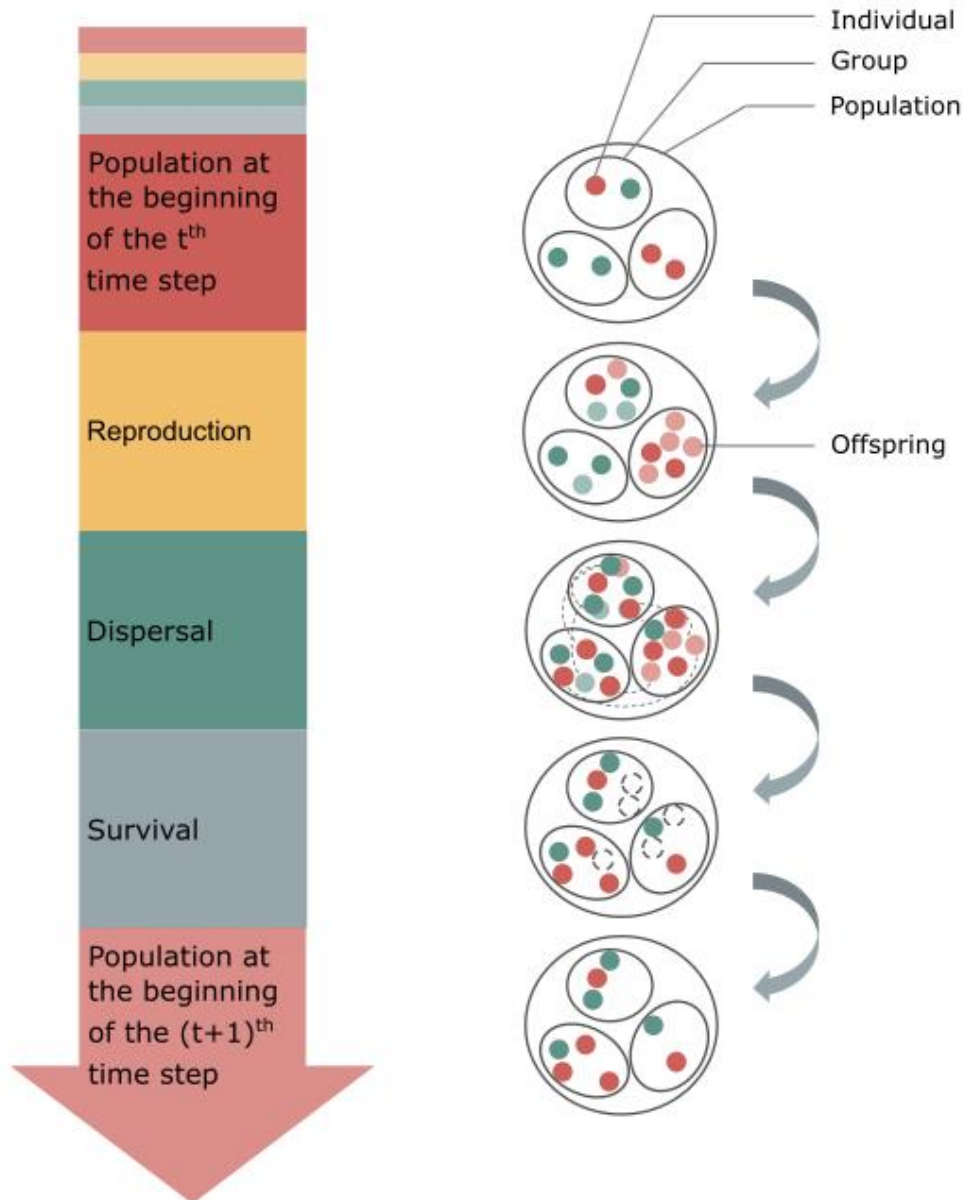 Individual
Group
Population
Population at
the beginning
of the tth
time step
Reproduction
Offspring
Dispersal
Survival
Population at
the beginning
of the (t+1)th
time step